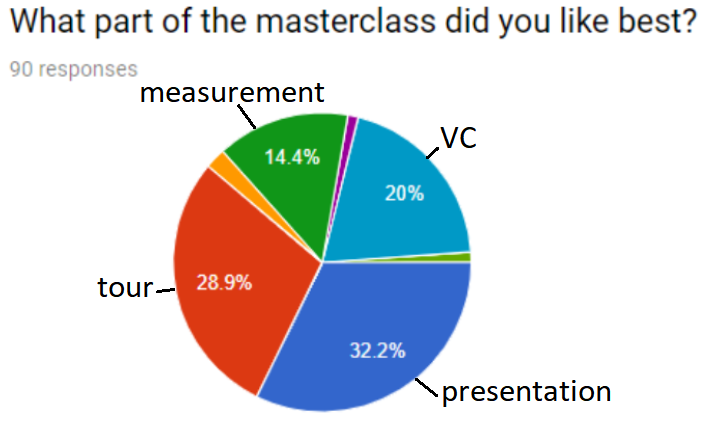 What part of the masterclass did you like best?
90 responses
measurement
VC
14.4%
20%
tour
28.9%
32.2%
presentation